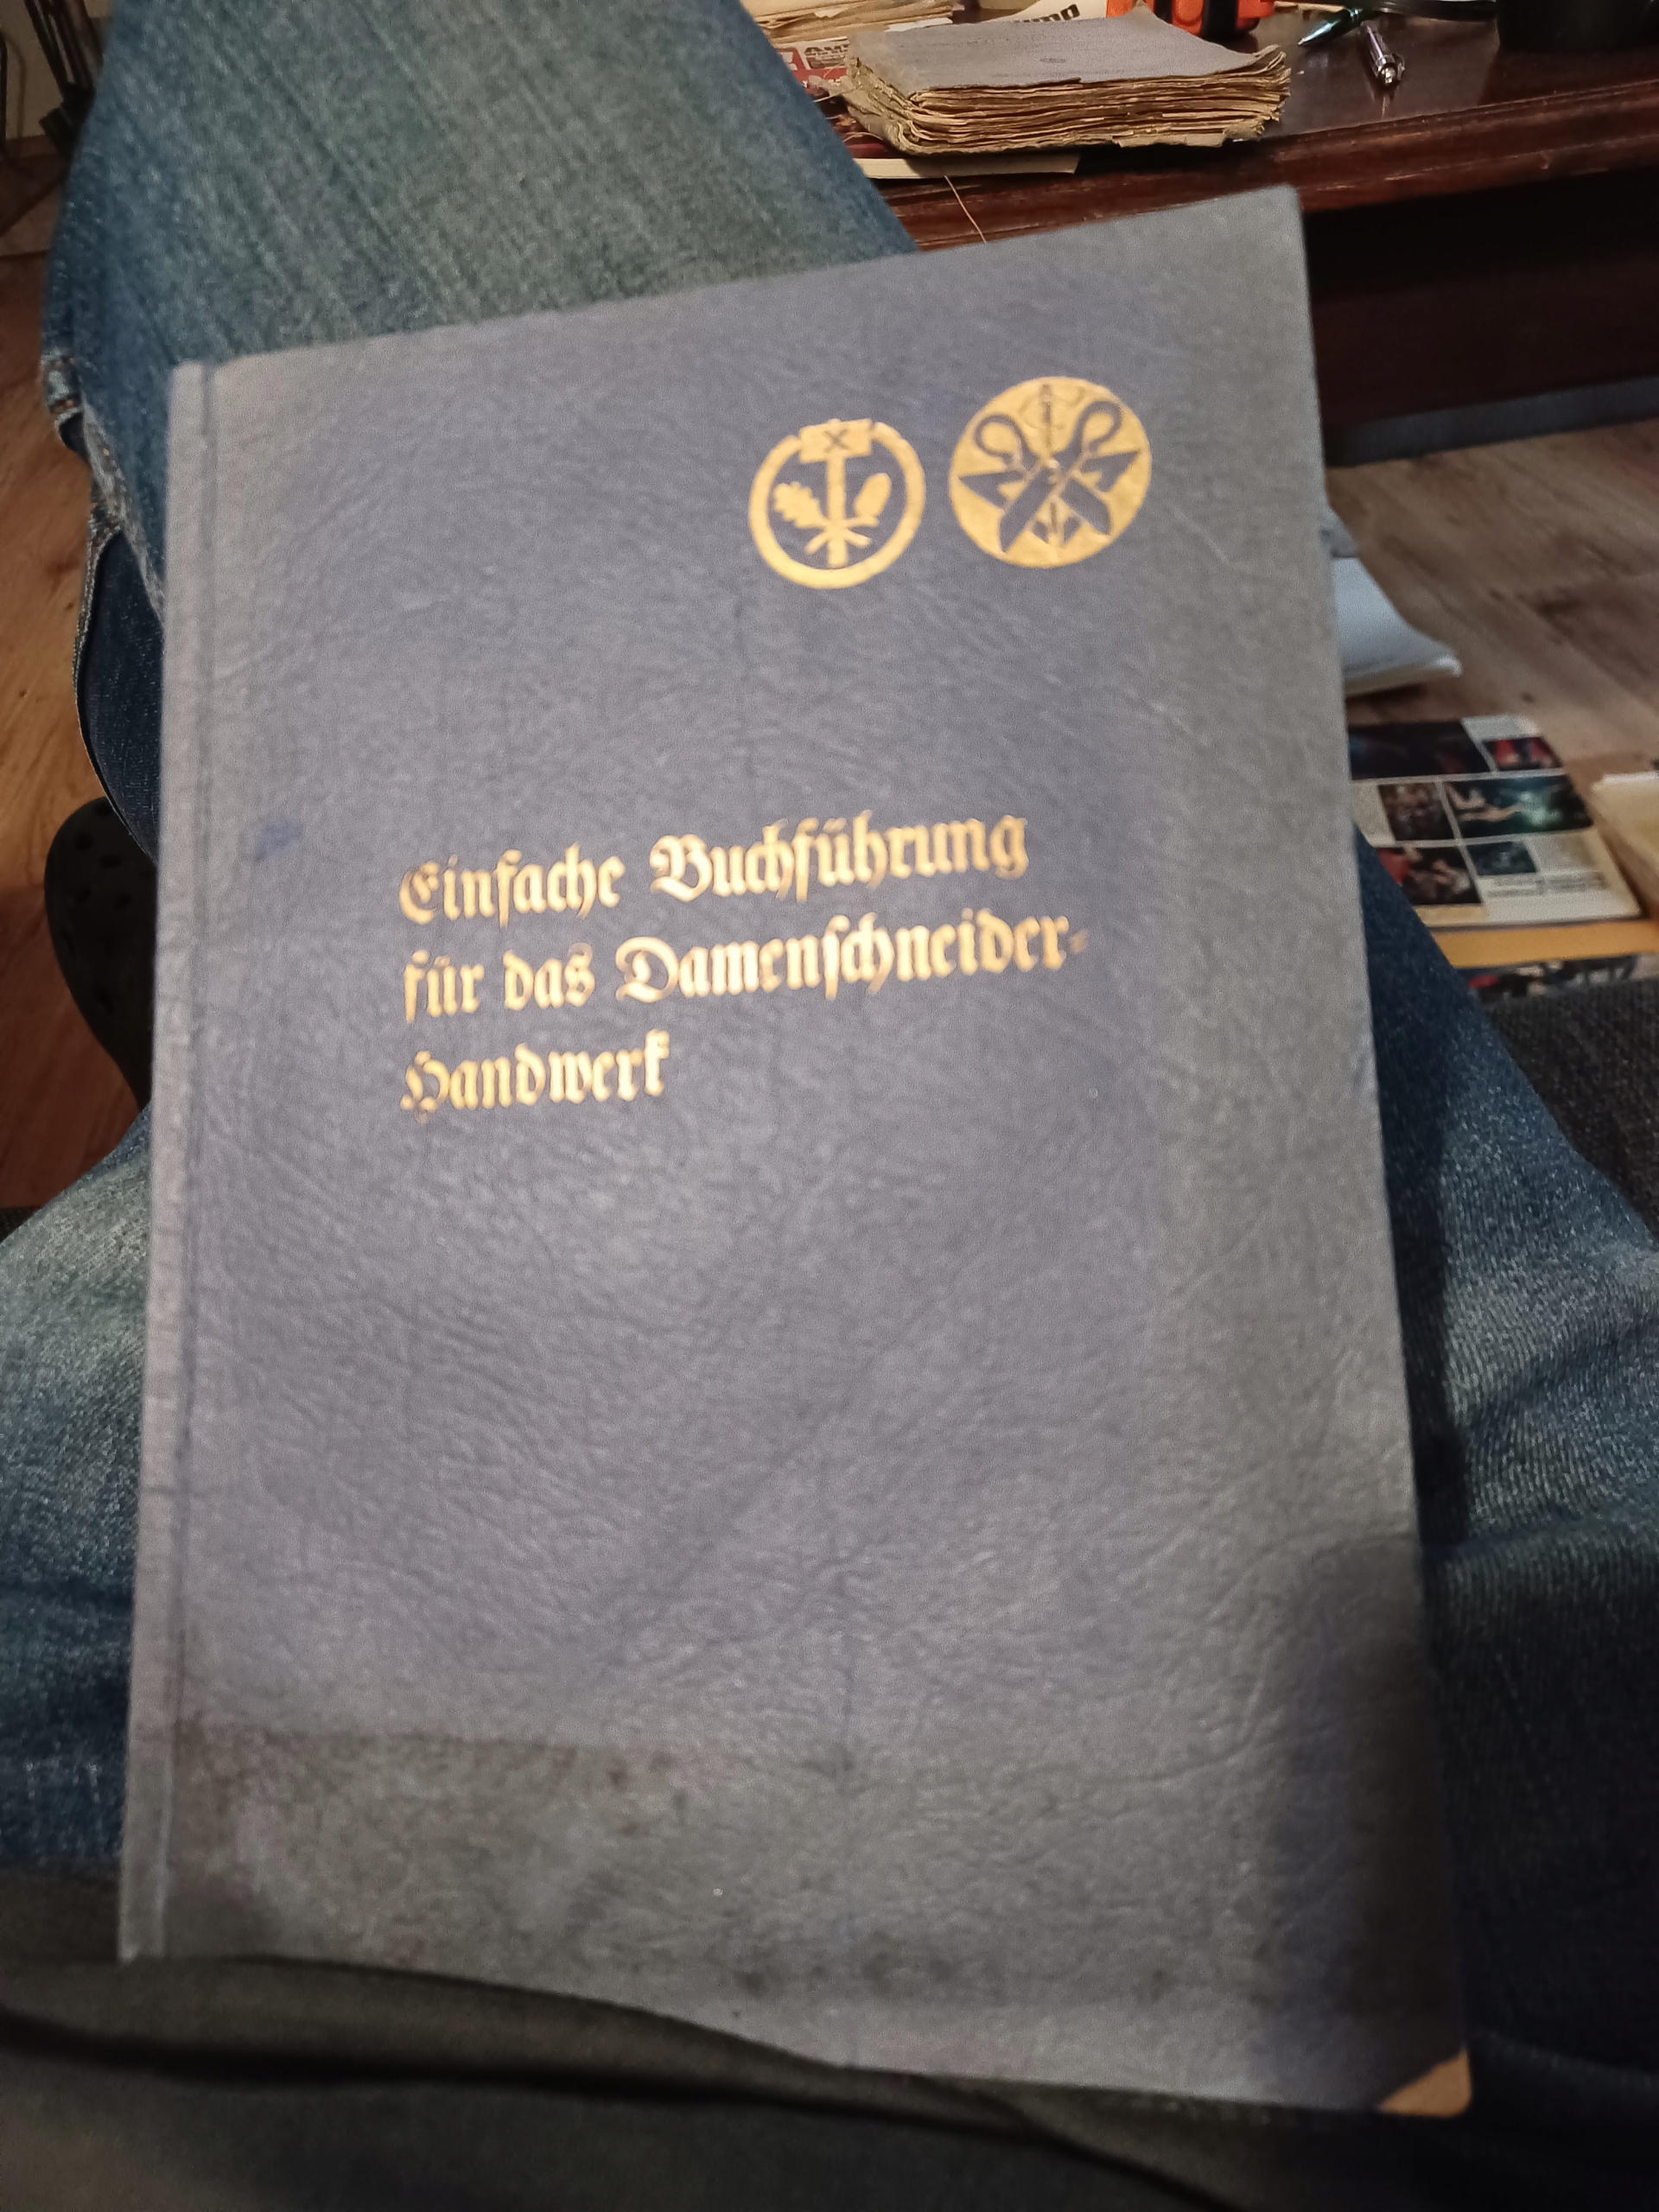 Einfache Buchführung
für das Damenschneider-
Handwerk